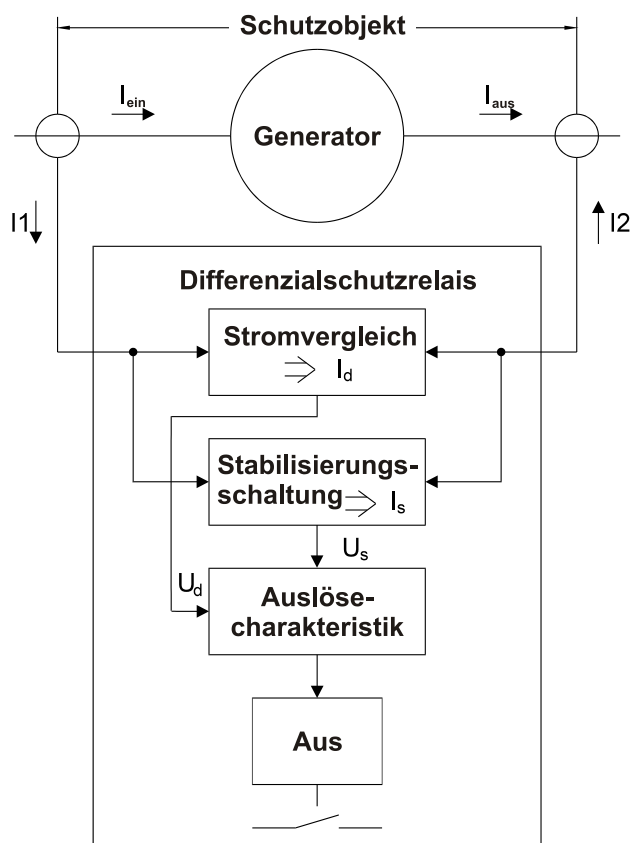 Schutzobjekt
I_ein
I_aus
Generator
I1
I2
Differenzialschutzrelais
Stromvergleich
I_d
Stabilisierungs-
schaltung I_s
U_s
U_d
Auslöse-
charakteristik
Aus